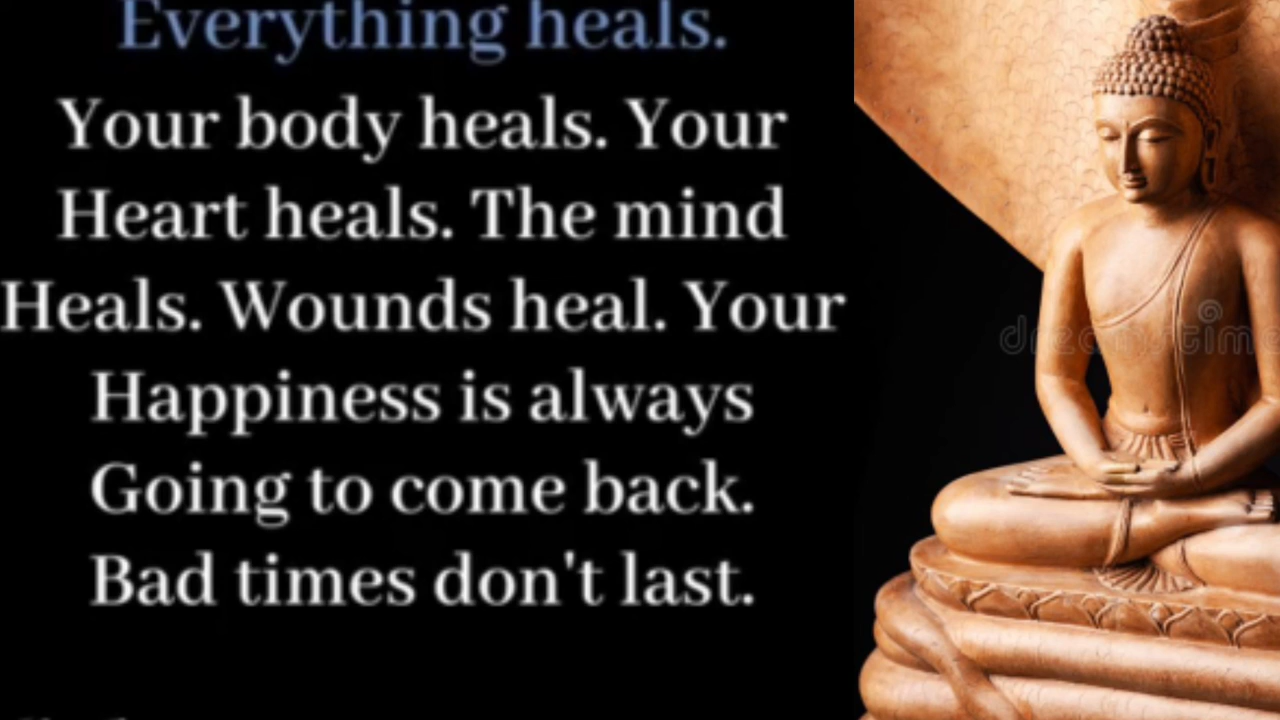 Everything heals.
Your body heals. Your
Heart heals. The mind
Heals. Wounds heal. Your
Happiness is always
Going to come back.
Bad times don't last.
dreamstime